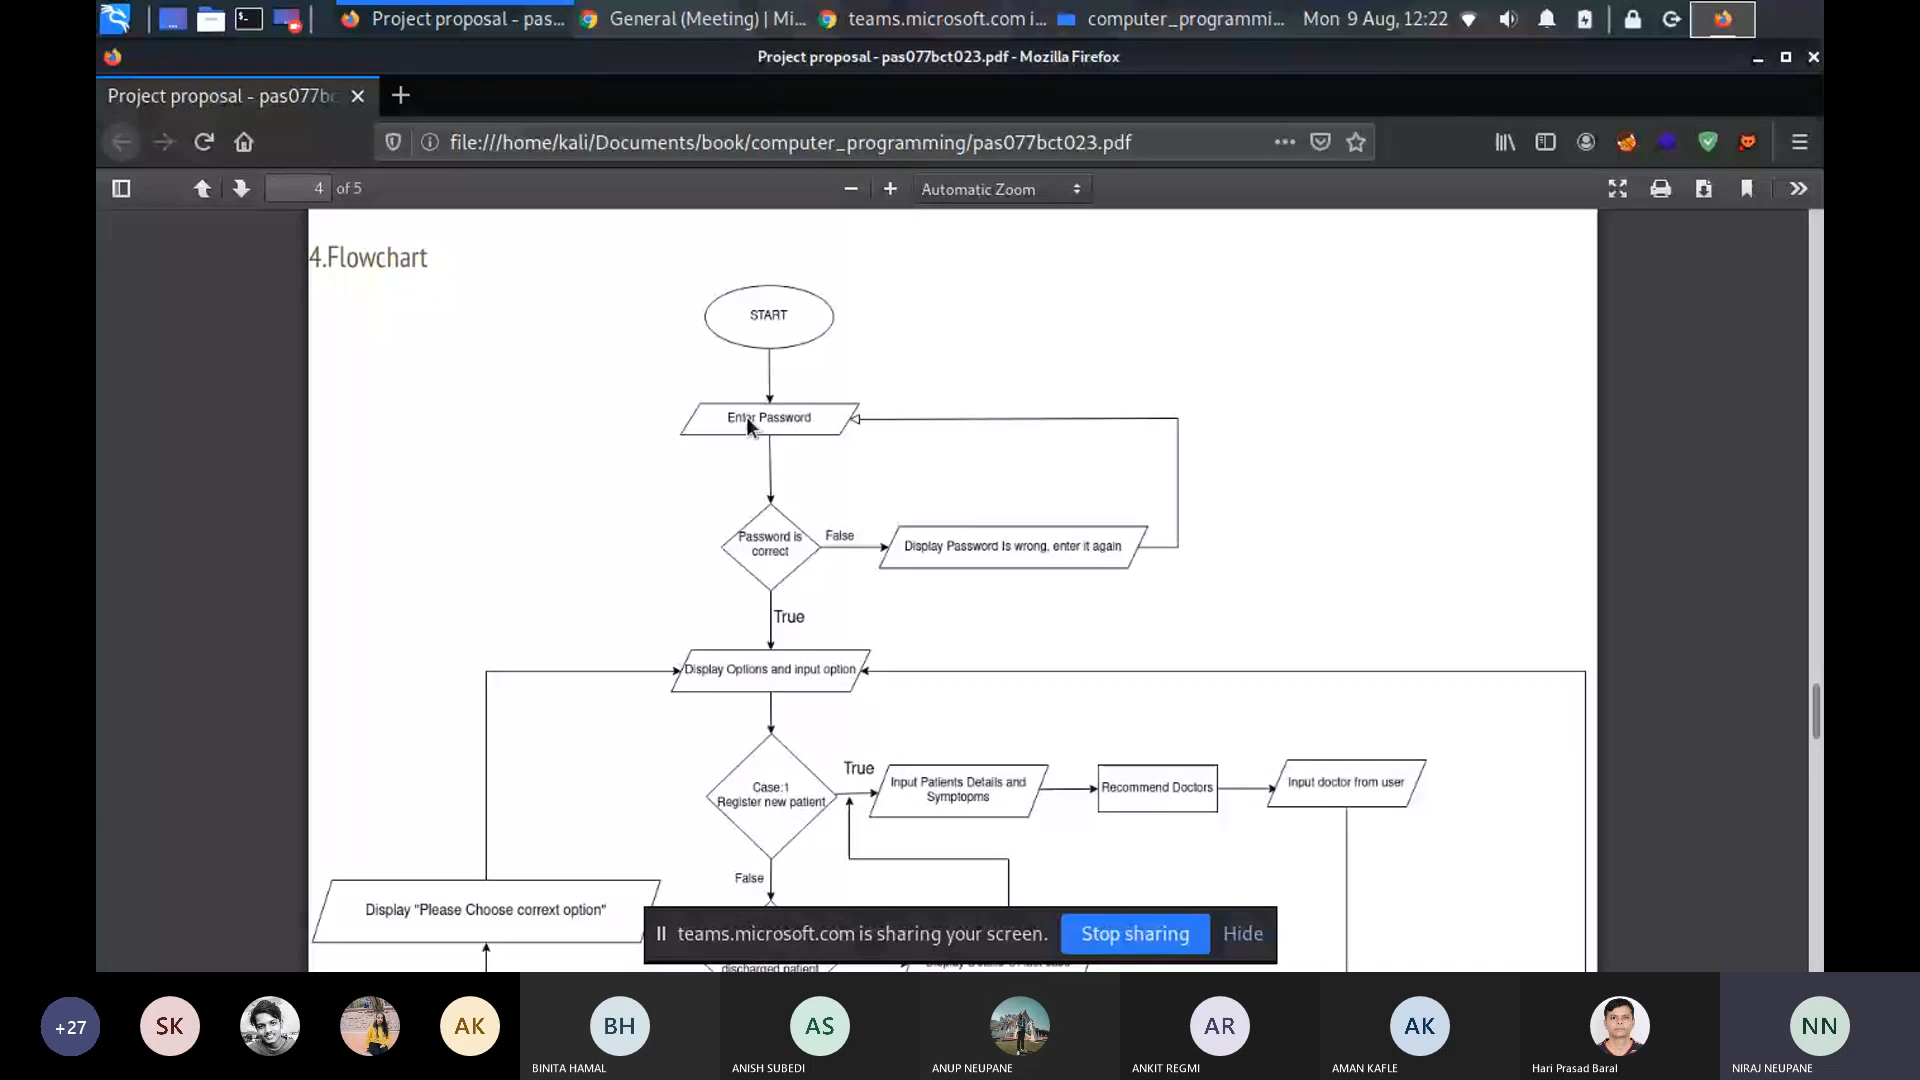 Project proposal - pas...
General (Meeting) | Mi...
teams.microsoft.com i...
computer_programmi...
Mon 9 Aug, 12:22
Project proposal - pas077bct023.pdf - Mozilla Firefox
Project proposal - pas077bc
file:///home/kali/Documents/book/computer_programming/pas077bct023.pdf
4 of 5
Automatic Zoom
4.Flowchart
START
Enter Password
Password is
correct
False
Display Password Is wrong, enter it again
True
Display Options and input option
Case:1
Register new patient
True
Input Patients Details and
Symptopms
Recommend Doctors
Input doctor from user
False
Display "Please Choose corrext option"
teams.microsoft.com is sharing your screen.
Stop sharing
Hide
discharged patient
+27
SK
AK
BH
AS
AR
AK
NN
BINITA HAMAL
ANISH SUBEDI
ANUP NEUPANE
ANKIT REGMI
AMAN KAFLE
Hari Prasad Baral
NIRAJ NEUPANE